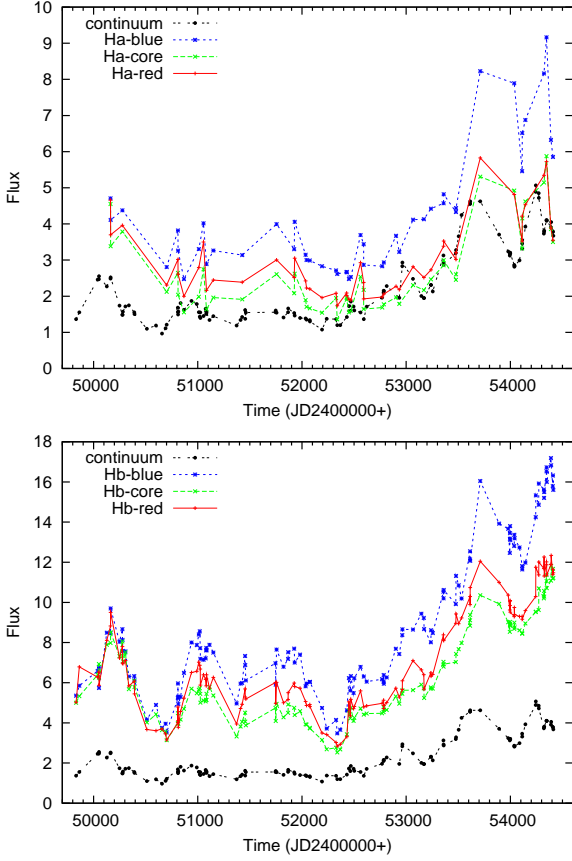 10
9
8
7
6
5
4
3
2
1
0
Flux
continuum
Ha-blue
Ha-core
Ha-red
50000 51000 52000 53000 54000
Time (JD2400000+)
18
16
14
12
10
8
6
4
2
0
Flux
continuum
Hb-blue
Hb-core
Hb-red
50000 51000 52000 53000 54000
Time (JD2400000+)